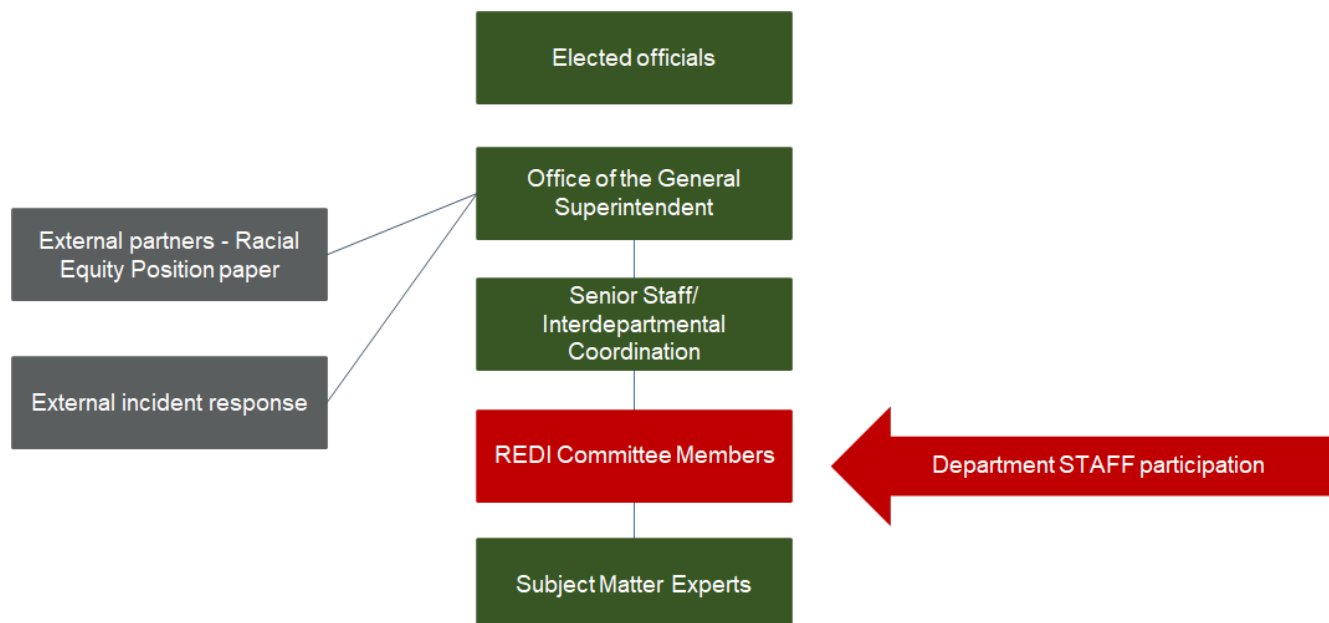 Elected officials
Office of the General
Superintendent
External partners - Racial
Equity Position paper
Senior Staff/
Interdepartmental
Coordination
External incident response
REDI Committee Members
Department STAFF participation
Subject Matter Experts